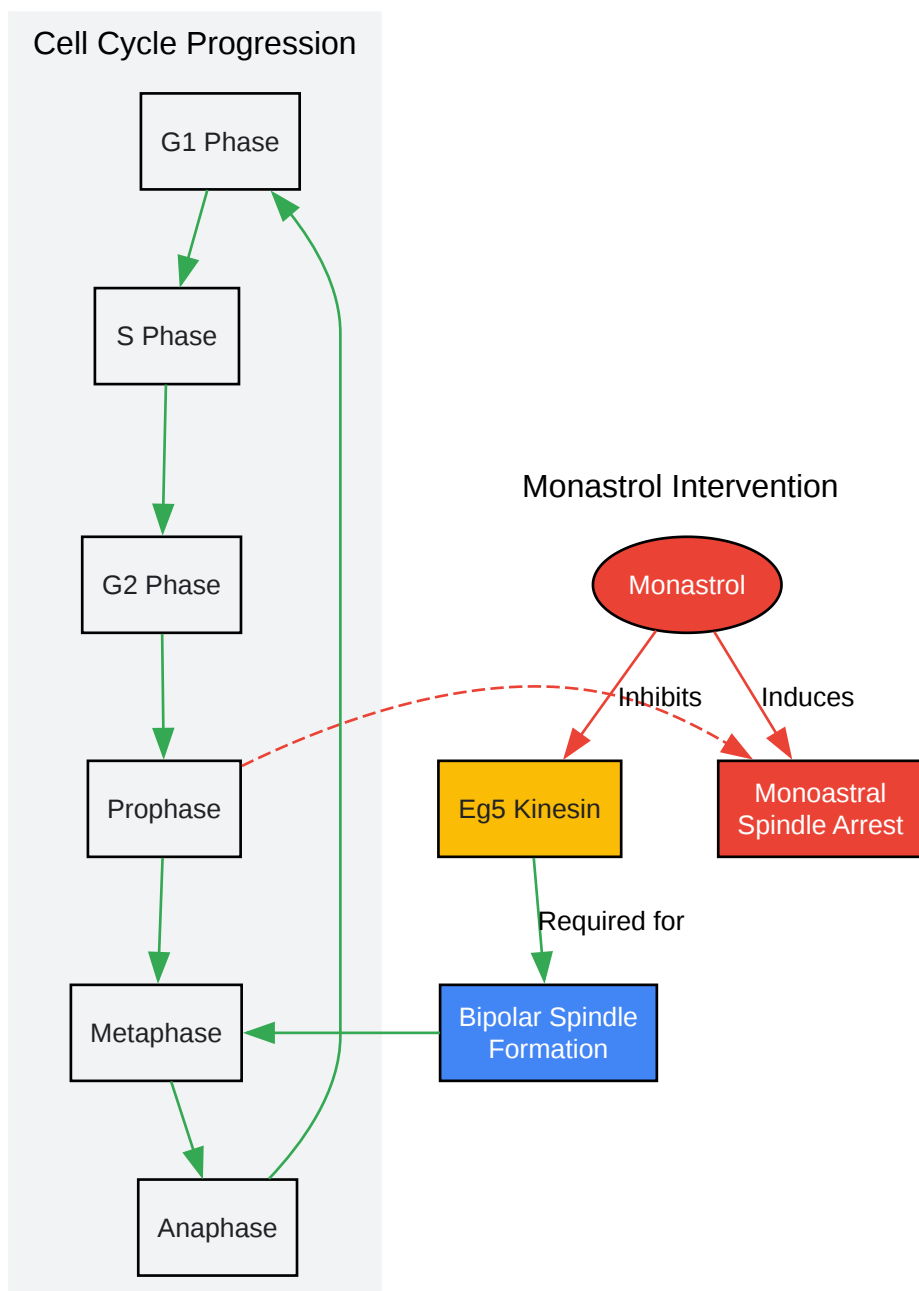 Cell Cycle Progression
G1 Phase
S Phase
G2 Phase
Prophase
Metaphase
Anaphase
Monastrol Intervention
Monastrol
Inhibits
Induces
Eg5 Kinesin
Monoastral
Spindle Arrest
Required for
Bipolar Spindle
Formation